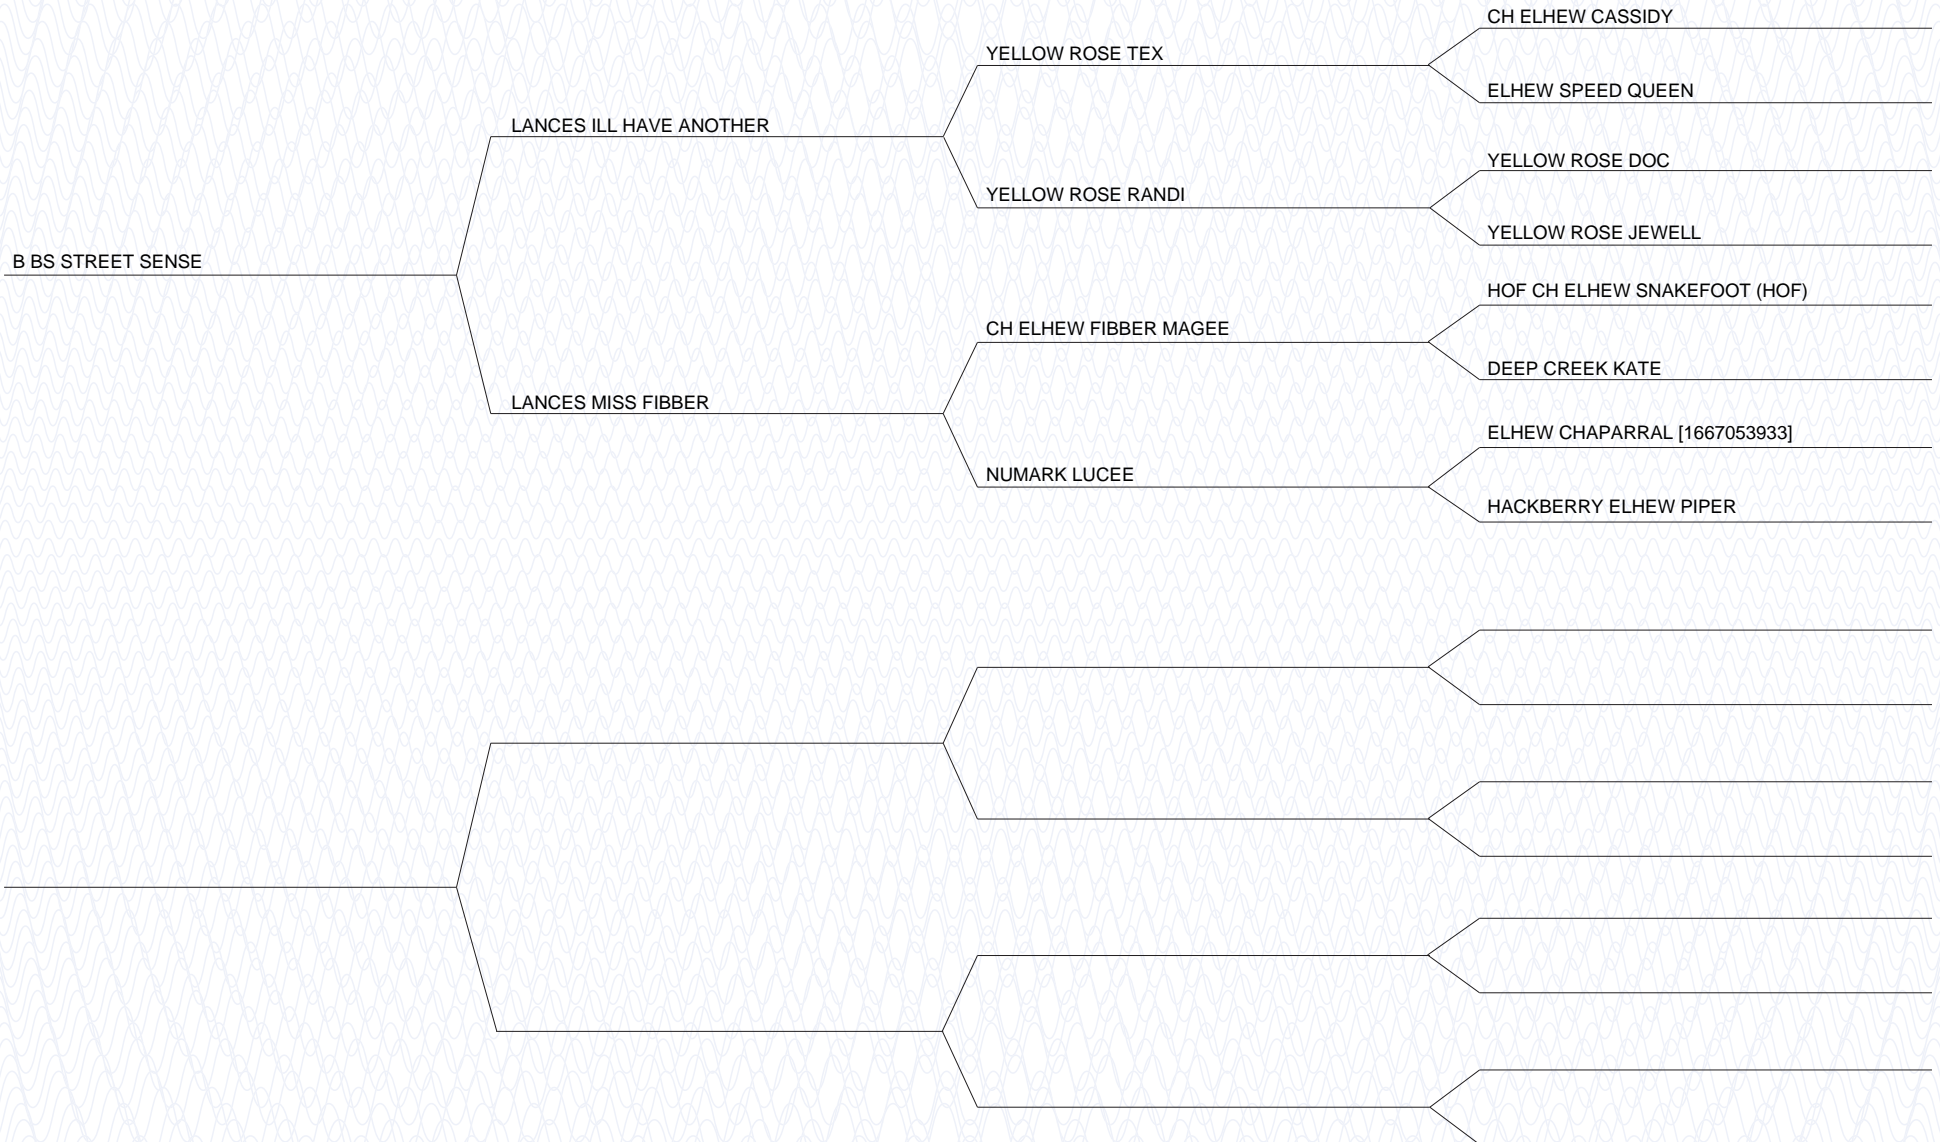 CH ELHEW CASSIDY
YELLOW ROSE TEX
ELHEW SPEED QUEEN
LANCES ILL HAVE ANOTHER
YELLOW ROSE DOC
YELLOW ROSE RANDI
YELLOW ROSE JEWELL
B BS STREET SENSE
HOF CH ELHEW SNAKEFOOT (HOF)
CH ELHEW FIBBER MAGEE
DEEP CREEK KATE
LANCES MISS FIBBER
ELHEW CHAPARRAL [1667053933]
NUMARK LUCEE
HACKBERRY ELHEW PIPER